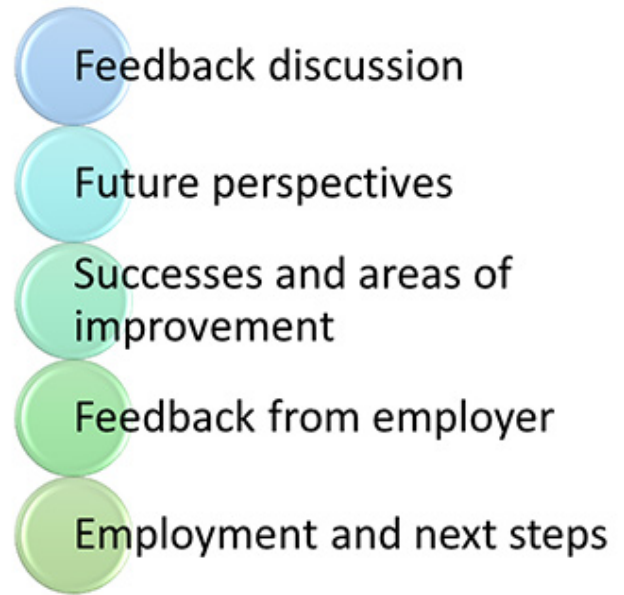 Feedback discussion
Future perspectives
Successes and areas of
improvement
Feedback from employer
Employment and next steps